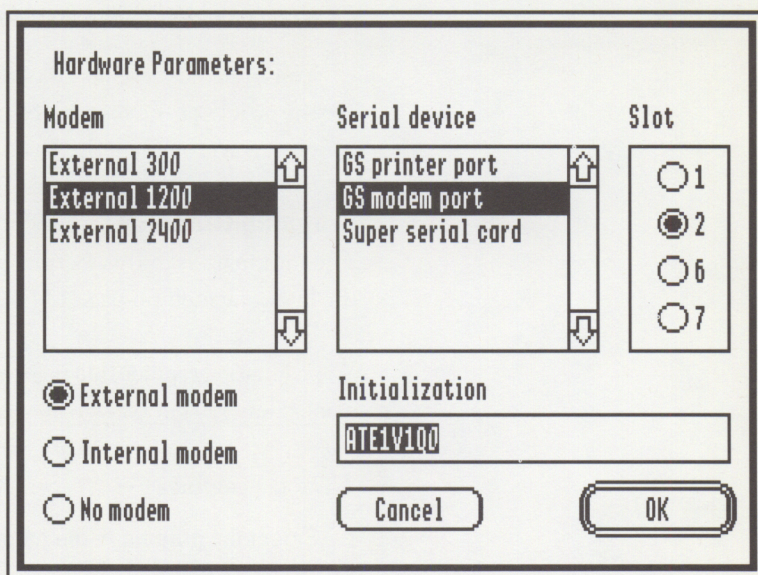 Hardware Parameters:
Modem
External 300
External 1200
External 2400
Serial device
GS printer port
GS modem port
Super serial card
Slot
1
2
6
7
External modem
Internal modem
No modem
Initialization
ATE1V1Q0
Cancel
OK